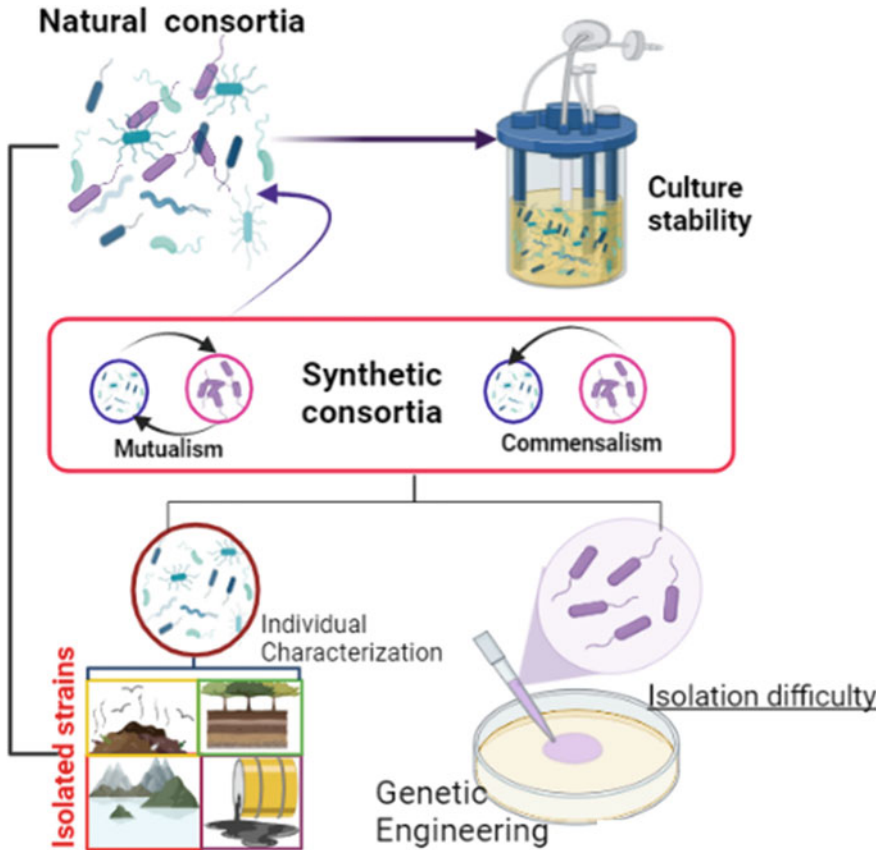 Natural consortia
Culture
stability
Synthetic
consortia
Mutualism
Commensalism
Individual
Characterization
Isolated strains
Isolation difficulty
Genetic
Engineering